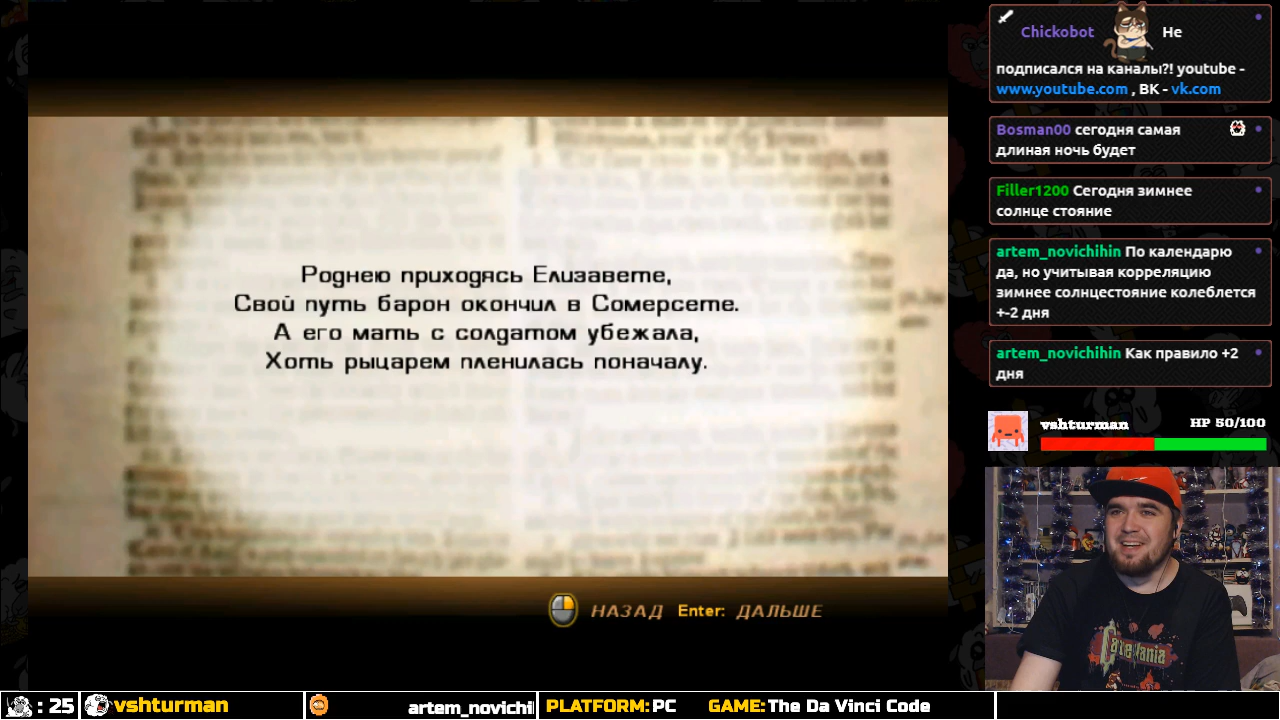 Роднею приходясь Елизавете,
Свой путь барон окончил в Сомерсете.
А его мать с солдатом убежала,
Хоть рыцарем пленилась поначалу.
НАЗАД Enter: ДАЛЬШЕ
Chickobot Не
подписался на каналы?! youtube -
www.youtube.com , ВК - vk.com
Bosman00 сегодня самая
длиная ночь будет
Filler1200 Сегодня зимнее
солнце стояние
artem_novichihin По календарю
да, но учитывая корреляцию
зимнее солнцестояние колеблется
+-2 дня
artem_novichihin Как правило +2
дня
vshturman HP 50/100
Castlevania
: 25 vshturman artem_novichi PLATFORM: PC GAME: The Da Vinci Code